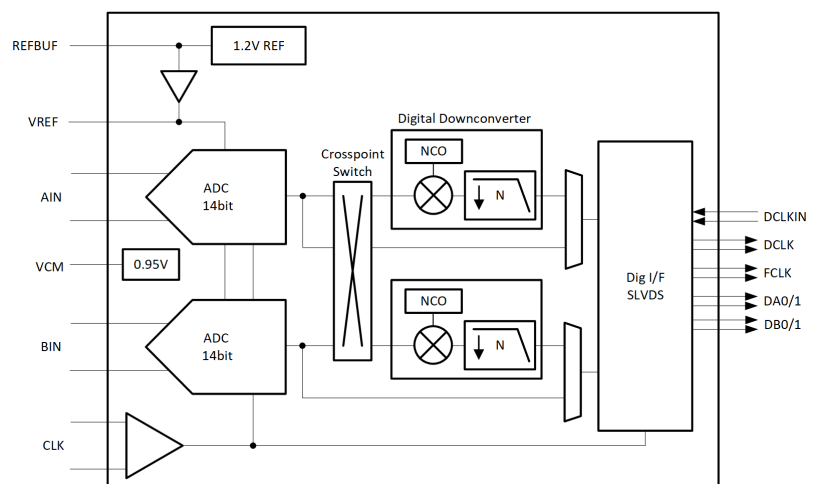 REFBUF
1.2V REF
VREF
Digital Downconverter
NCO
Crosspoint
Switch
ADC
14bit
N
AIN
DCLKIN
DCLK
VCM
0.95V
FCLK
Dig I/F
SLVDS
NCO
DA0/1
DB0/1
ADC
14bit
N
BIN
CLK